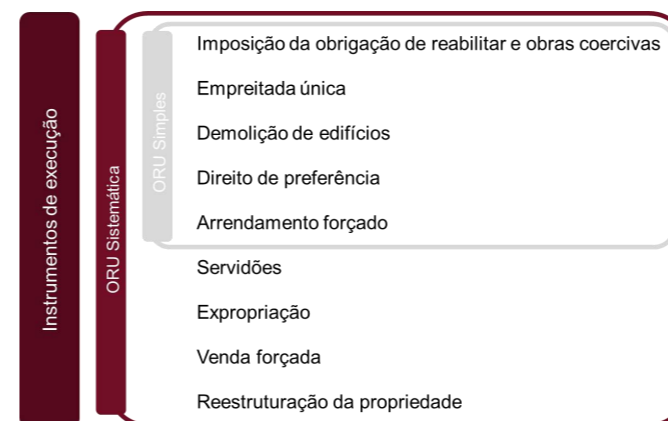 Instrumentos de execução
ORU Sistemática
ORU Simples
Imposição da obrigação de reabilitar e obras coercivas
Empreitada única
Demolição de edifícios
Direito de preferência
Arrendamento forçado
Servidões
Expropriação
Venda forçada
Reestruturação da propriedade